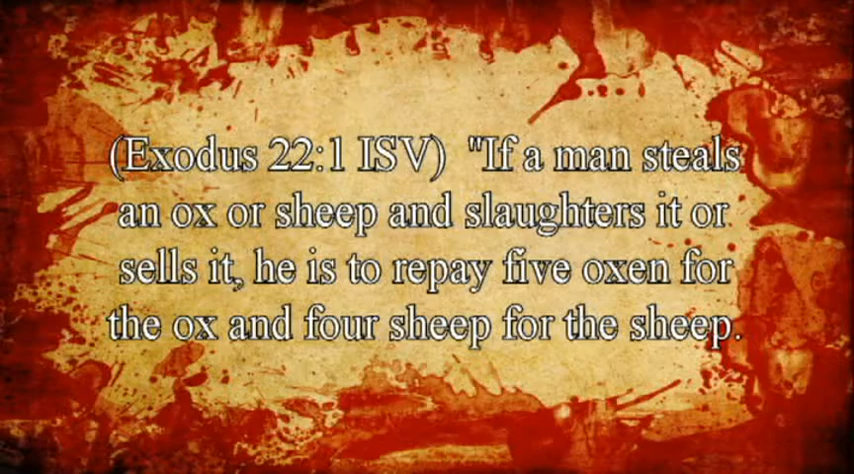 (Exodus 22:1 ISV)  "If a man steals
an ox or sheep and slaughters it or
sells it, he is to repay five oxen for
the ox and four sheep for the sheep.